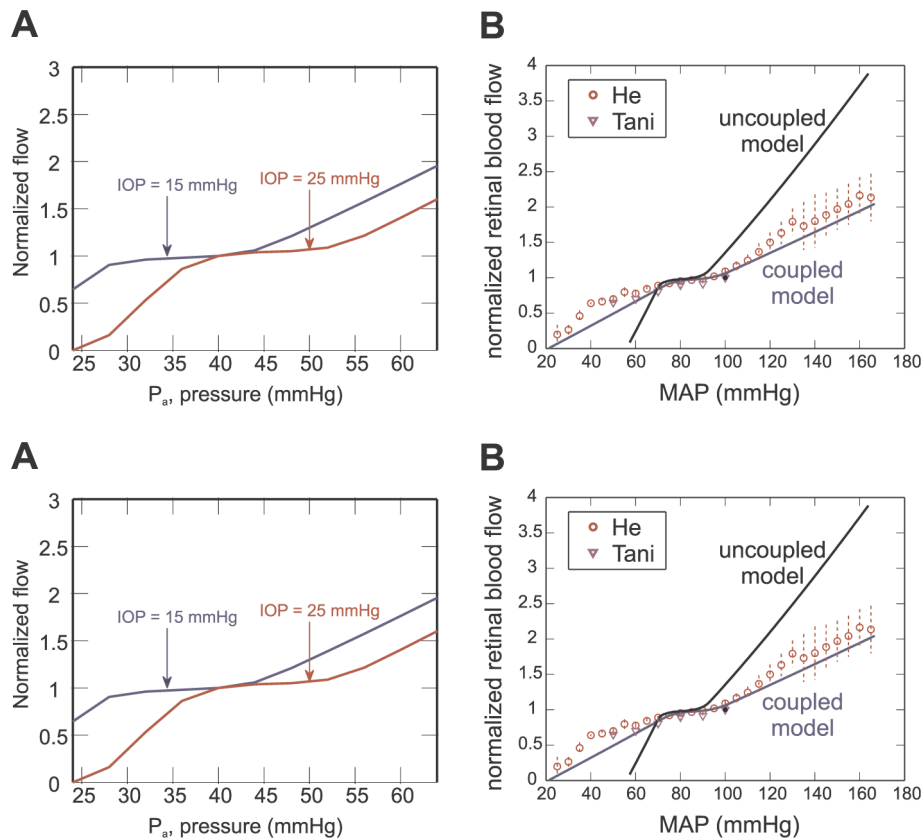 A
B
Normalized flow
3
2.5
2
1.5
1
0.5
0
IOP = 15 mmHg
IOP = 25 mmHg
25 30 35 40 45 50 55 60
Pa, pressure (mmHg)
normalized retinal blood flow
4
3.5
3
2.5
2
1.5
1
0.5
0
He
Tani
uncoupled
model
coupled
model
20 40 60 80 100 120 140 160 180
MAP (mmHg)
A
B
Normalized flow
3
2.5
2
1.5
1
0.5
0
IOP = 15 mmHg
IOP = 25 mmHg
25 30 35 40 45 50 55 60
Pa, pressure (mmHg)
normalized retinal blood flow
4
3.5
3
2.5
2
1.5
1
0.5
0
He
Tani
uncoupled
model
coupled
model
20 40 60 80 100 120 140 160 180
MAP (mmHg)